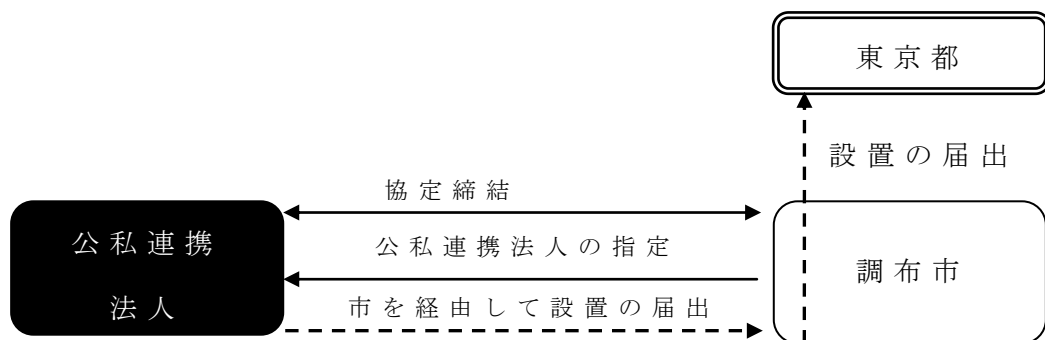 東京都
設置の届出
協定締結
公私連携
法人
公私連携法人の指定
調布市
市を経由して設置の届出